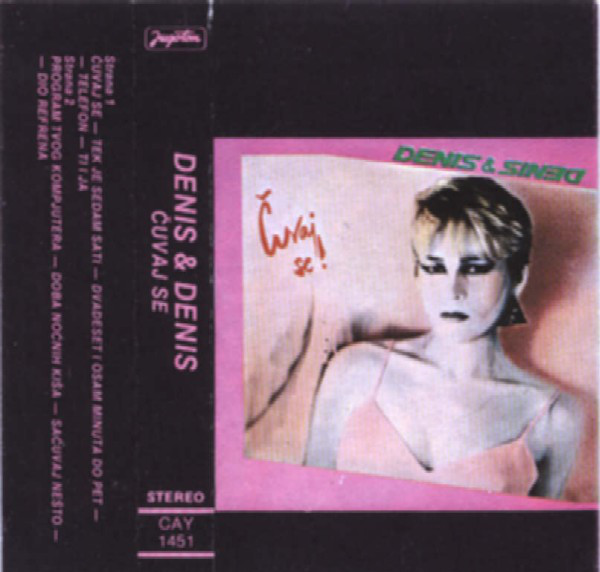 Strana 1
ČUVAJ SE — TEK JE SEDAM SATI — DVADESET I OSAM MINUTA DO PET —
— TELEFON — TI I JA
Strana 2
PROGRAM TVOG KOMPJUTERA — DOBA NOĆNIH KIŠA — SAČUVAJ NEŠTO —
— DIO REFRENA
Jugoton
DENIS & DENIS
ČUVAJ SE
STEREO
CAY
1451
DENIS & DENIS
Čuvaj
se!